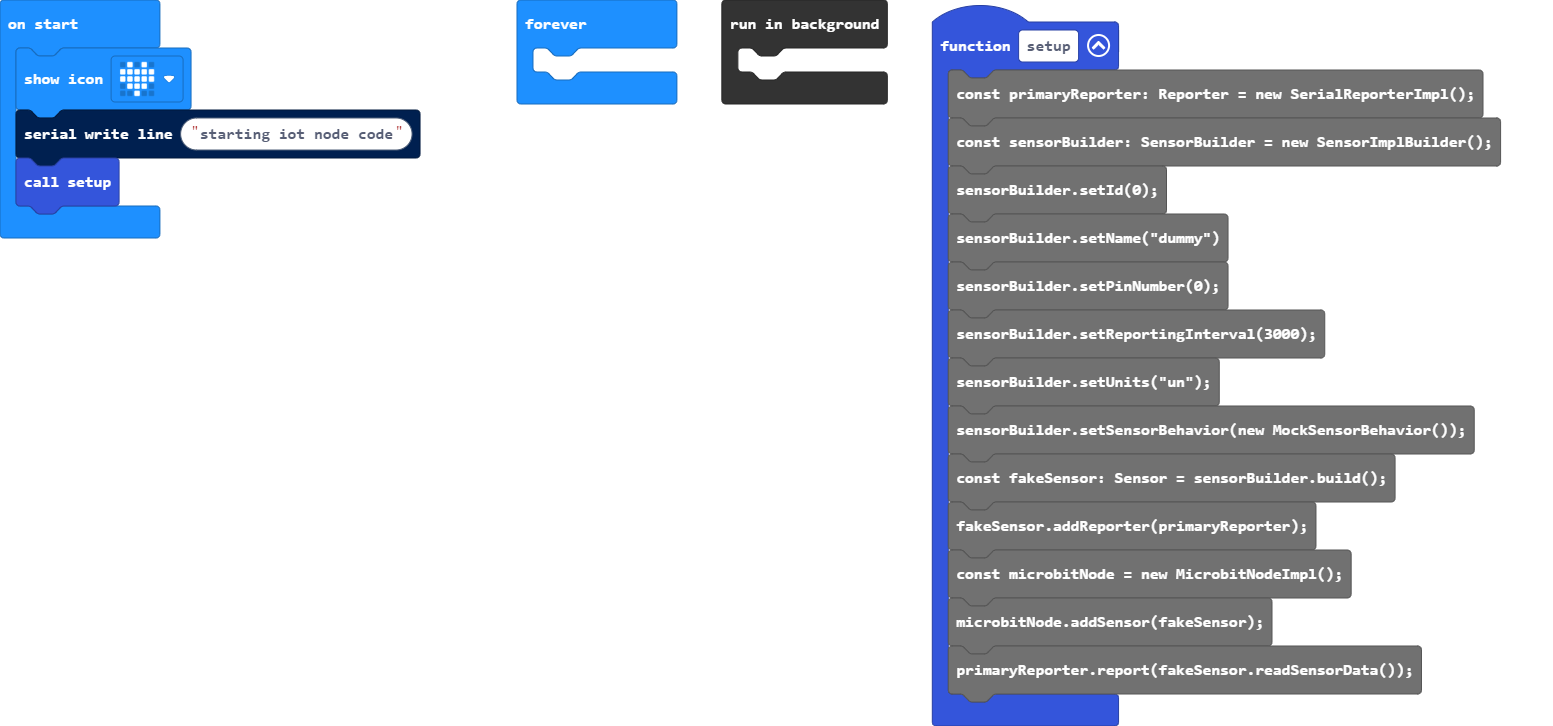 on start
show icon
serial write line "starting iot node code"
call setup
forever
run in background
function setup
const primaryReporter: Reporter = new SerialReporterImpl();
const sensorBuilder: SensorBuilder = new SensorImplBuilder();
sensorBuilder.setId(0);
sensorBuilder.setName("dummy")
sensorBuilder.setPinNumber(0);
sensorBuilder.setReportingInterval(3000);
sensorBuilder.setUnits("un");
sensorBuilder.setSensorBehavior(new MockSensorBehavior());
const fakeSensor: Sensor = sensorBuilder.build();
fakeSensor.addReporter(primaryReporter);
const microbitNode = new MicrobitNodeImpl();
microbitNode.addSensor(fakeSensor);
primaryReporter.report(fakeSensor.readSensorData());